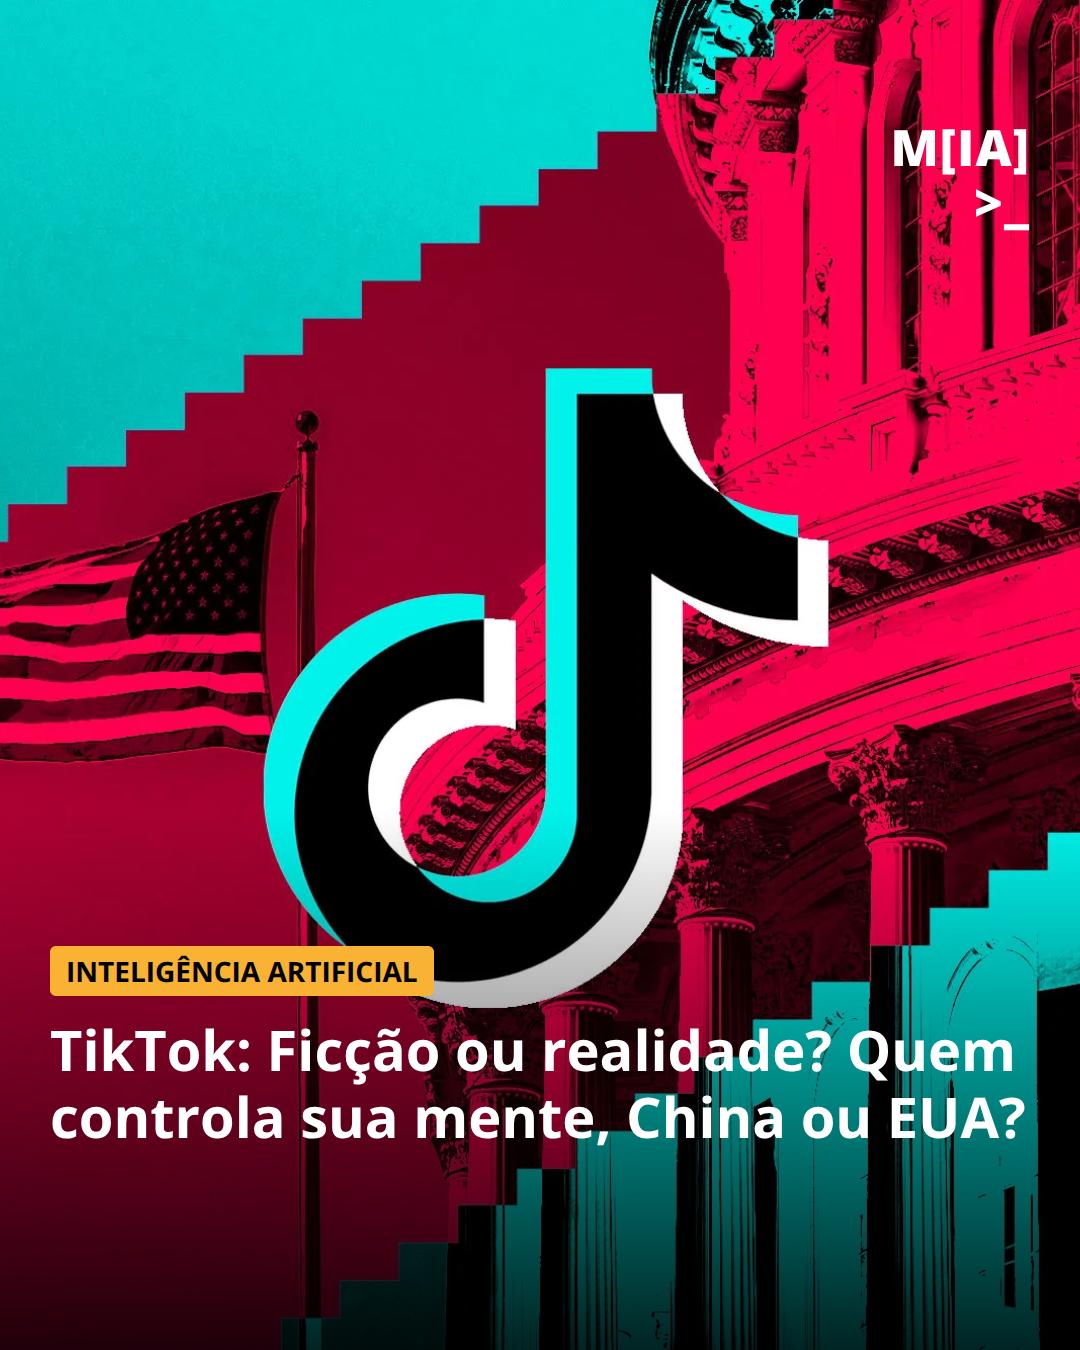 M[IA]
>_
INTELIGÊNCIA ARTIFICIAL
TikTok: Ficção ou realidade? Quem
controla sua mente, China ou EUA?